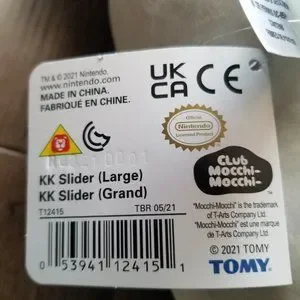 TM & © 2021 Nintendo.
www.nintendo.com
MADE IN CHINA.
FABRIQUÉ EN CHINE.
UK
CA CE
Official
Nintendo
Licensed Product
KK Slider (Large)
KK Slider (Grand)
T12415
TBR 05/21
0 53941 12415 1
CLUB
MOCCHi-
MOCCHi-
"Mocchi-Mocchi" is the trademark
of T-Arts Company Ltd.
"Mocchi-Mocchi" est une marque
de T-Arts Company Ltd.
© 2021 TOMY
TOMY